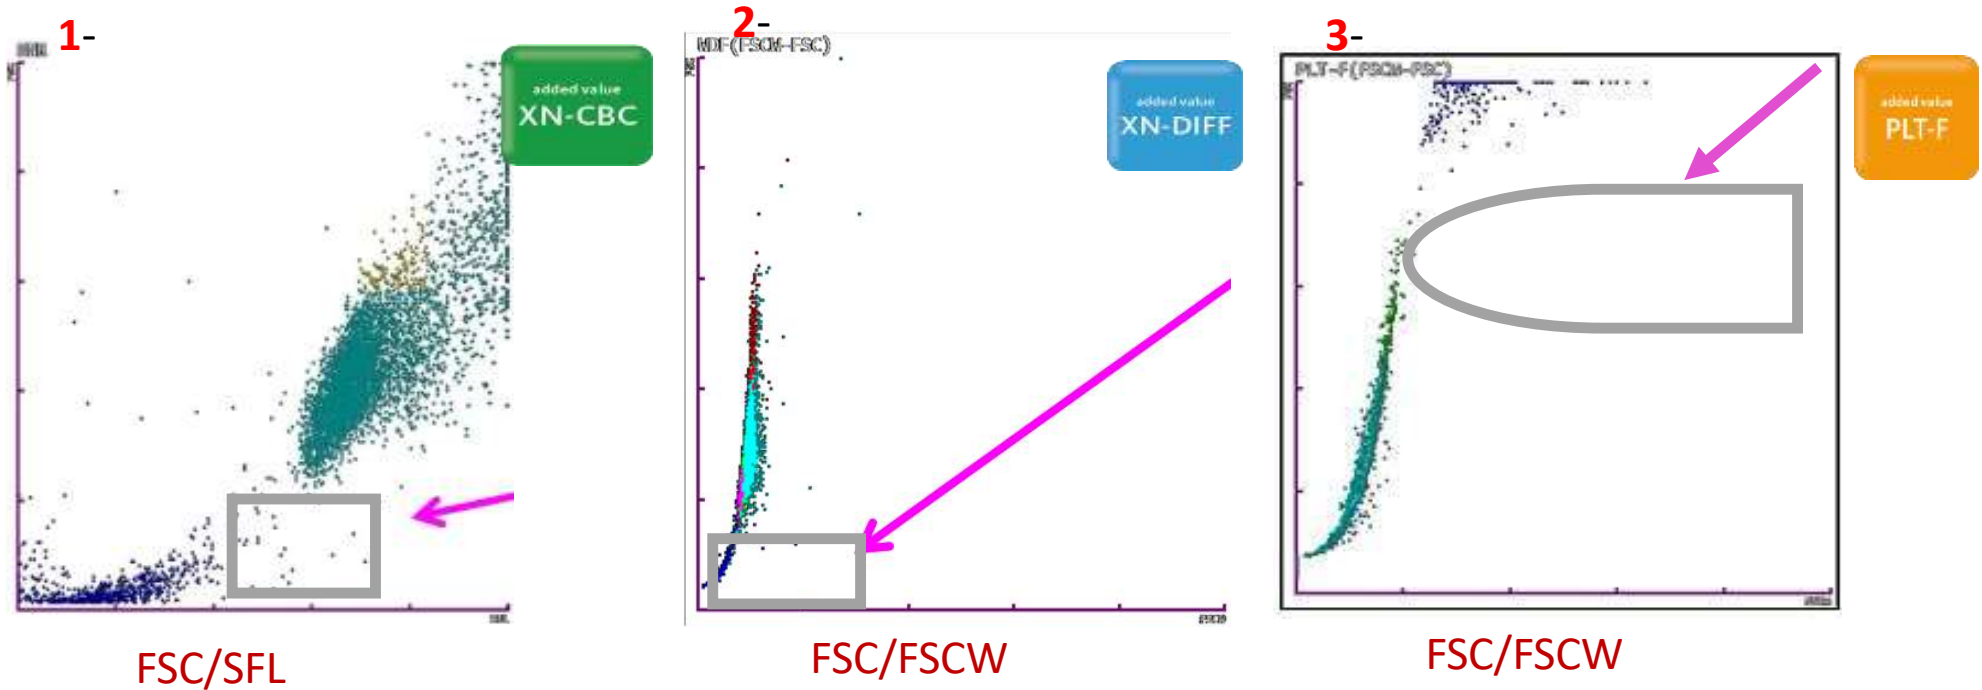 1-
added value
XN-CBC
FSC/SFL
2-
WDF(FSCW-FSC)
added value
XN-DIFF
FSC/FSCW
3-
PLT-F(FSCW-FSC)
added value
PLT-F
FSC/FSCW